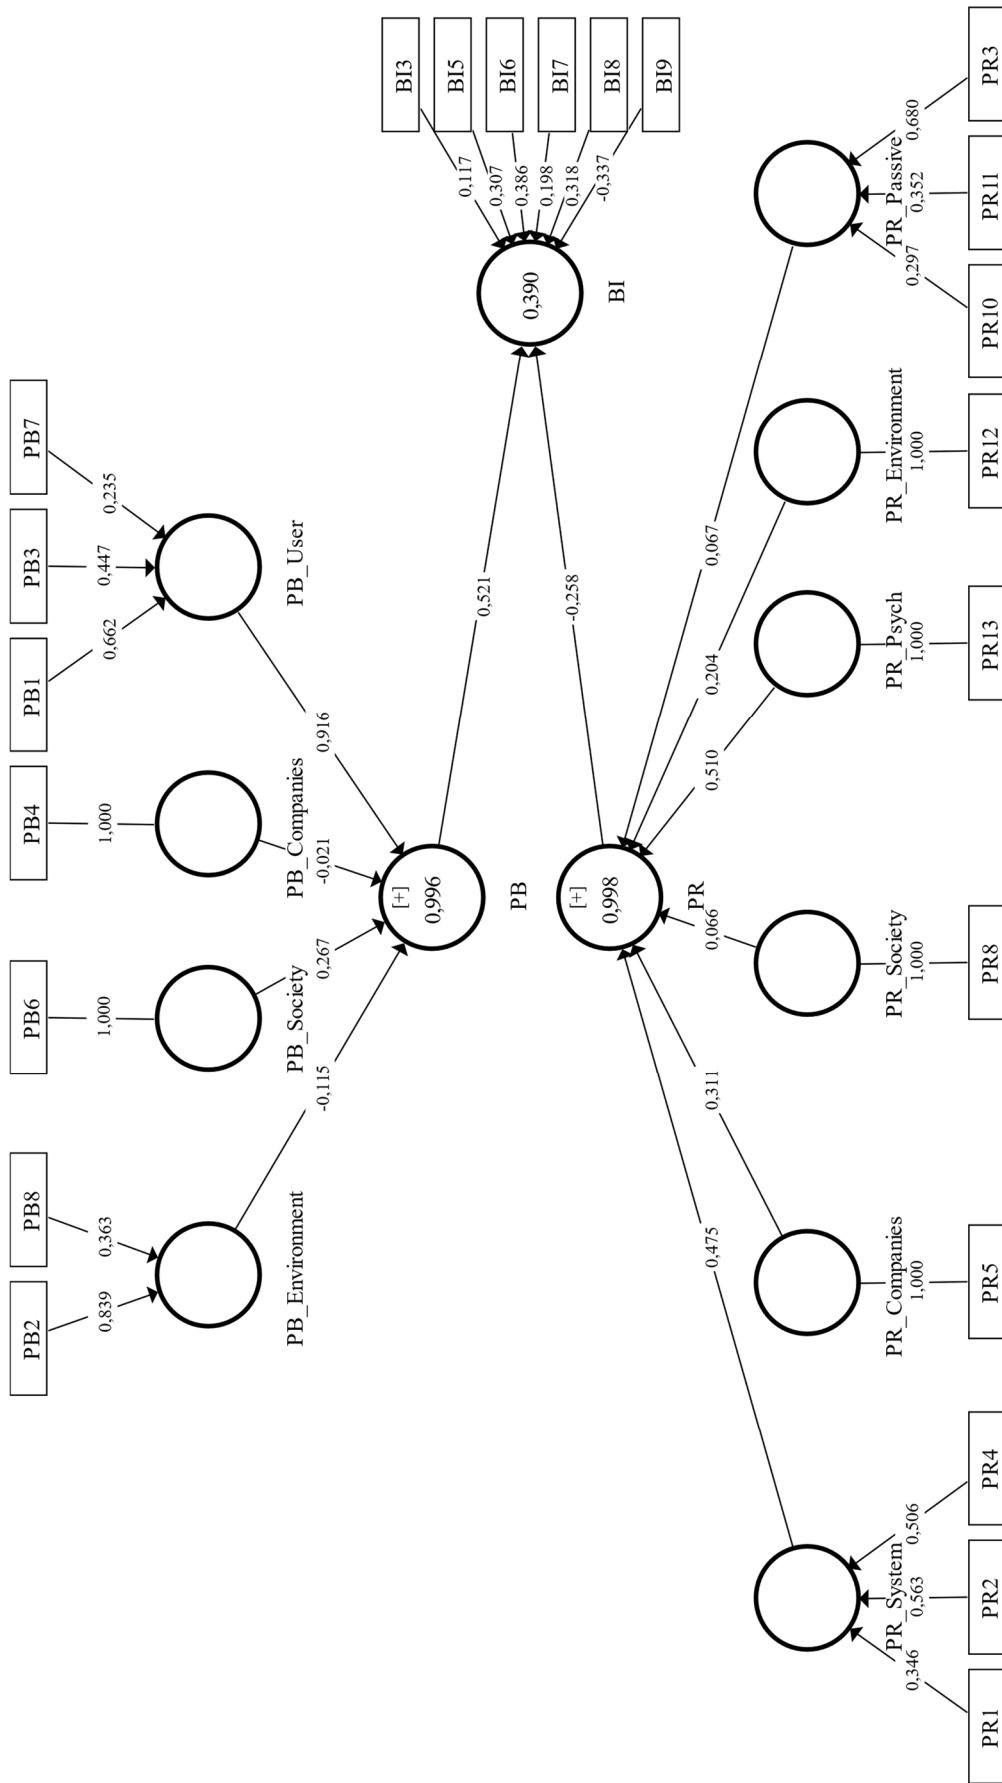 PB2
PB8
PB6
PB4
PB1
PB3
PB7
0,839
0,363
1,000
1,000
0,662
0,447
0,235
PB_Environment
PB_Society
PB_Companies
PB_User
-0,115
0,267
-0,021
0,916
[+]
0,996
PB
0,521
BI3
BI5
BI6
BI7
BI8
BI9
0,117
0,307
0,386
0,198
0,318
-0,337
0,390
BI
[+]
0,998
PR
-0,258
0,475
0,311
0,066
0,510
0,204
0,067
PR_System
PR_Companies
PR_Society
PR_Psych
PR_Environment
PR_Passive
0,346
0,563
0,506
1,000
1,000
1,000
1,000
0,297
0,352
0,680
PR1
PR2
PR4
PR5
PR8
PR13
PR12
PR10
PR11
PR3